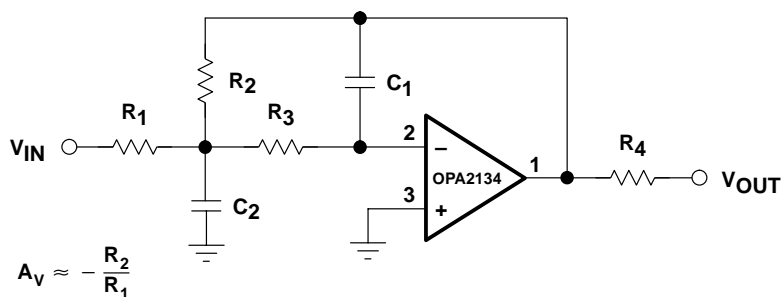 R2
C1
R1
R3
VIN
2
−
OPA2134
1
R4
VOUT
3
+
C2
AV ≈ − R2
R1